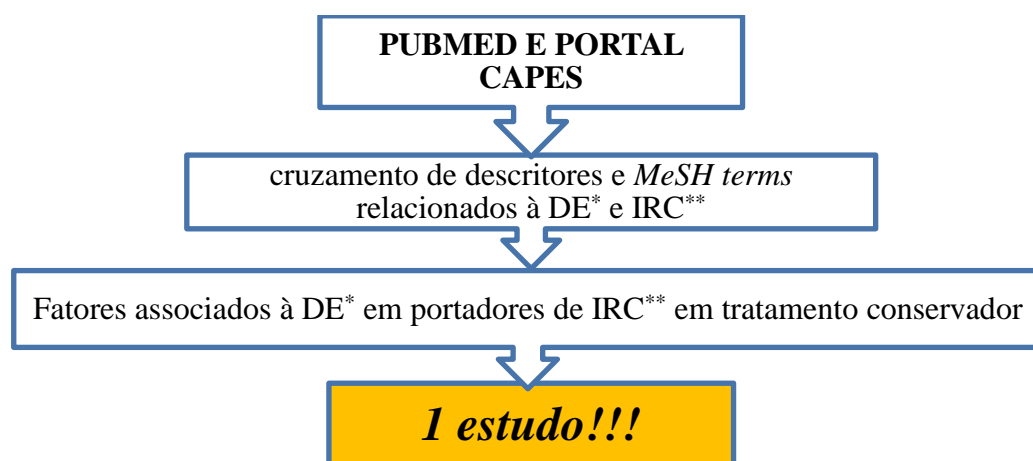 PUBMED E PORTAL
CAPES
cruzamento de descritores e MeSH terms
relacionados à DE* e IRC**
Fatores associados à DE* em portadores de IRC** em tratamento conservador
1 estudo!!!